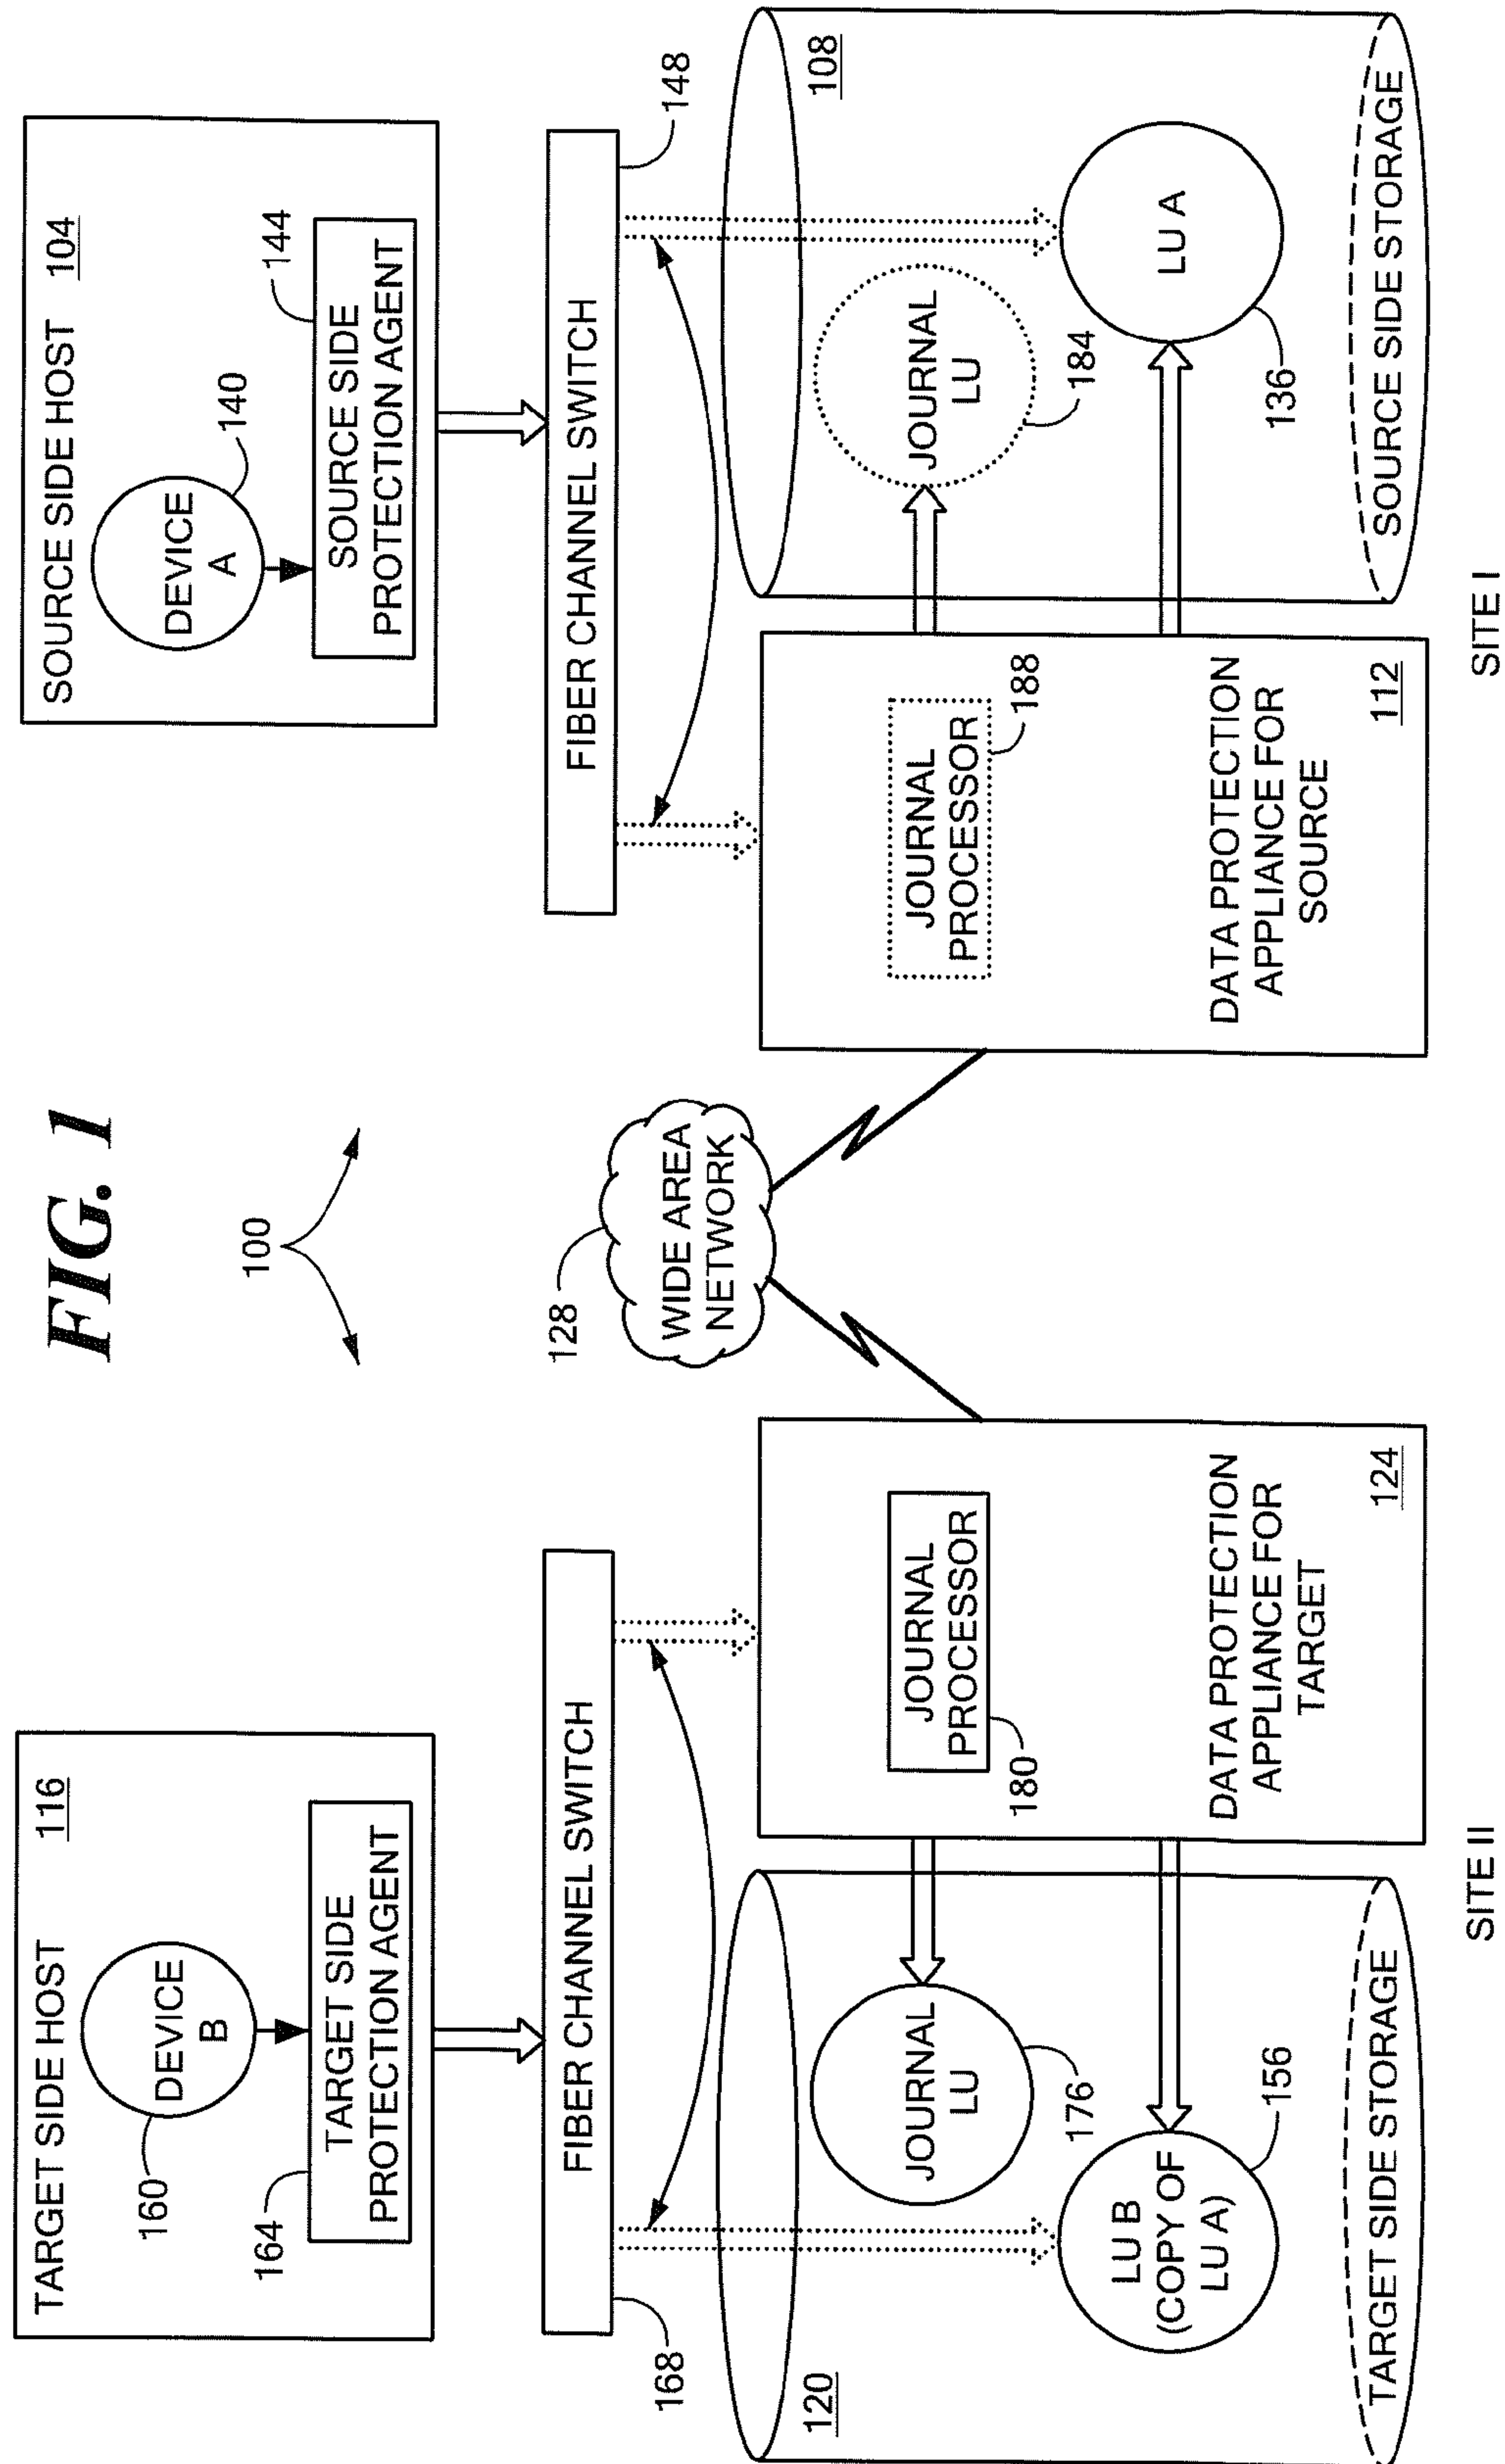 FIG. 1
100
TARGET SIDE HOST
116
DEVICE
B
160
TARGET SIDE
PROTECTION AGENT
164
FIBER CHANNEL SWITCH
168
120
JOURNAL
LU
176
LU B
(COPY OF
LU A)
156
TARGET SIDE STORAGE
JOURNAL
PROCESSOR
180
DATA PROTECTION
APPLIANCE FOR
TARGET
124
SITE II
128
WIDE AREA
NETWORK
SOURCE SIDE HOST
104
DEVICE
A
140
SOURCE SIDE
PROTECTION AGENT
144
FIBER CHANNEL SWITCH
148
JOURNAL
PROCESSOR
188
DATA PROTECTION
APPLIANCE FOR
SOURCE
112
108
JOURNAL
LU
184
LU A
136
SOURCE SIDE STORAGE
SITE I